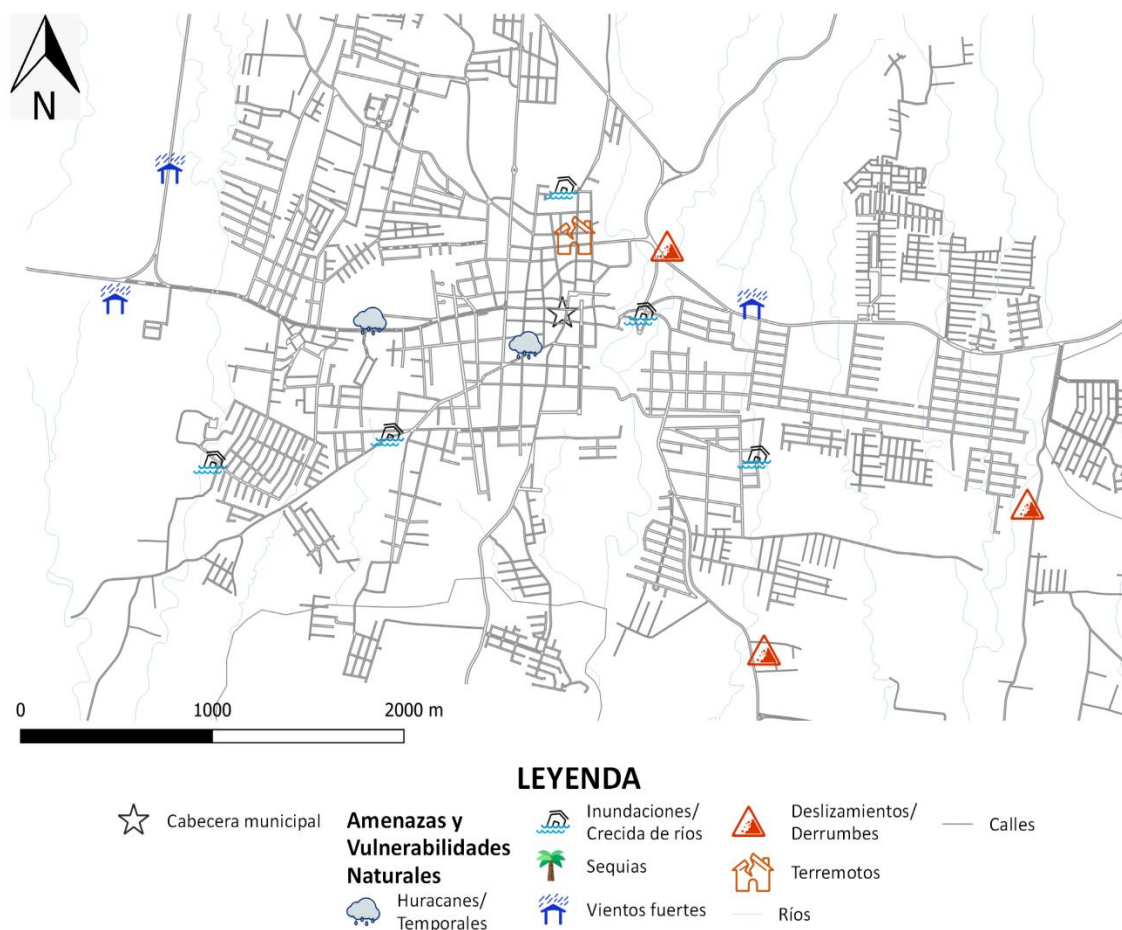 N
0 1000 2000 m
LEYENDA
Cabecera municipal
Amenazas y
Vulnerabilidades
Naturales
Huracanes/
Temporales
Inundaciones/
Crecida de ríos
Sequias
Vientos fuertes
Deslizamientos/
Derrumbes
Terremotos
Ríos
Calles